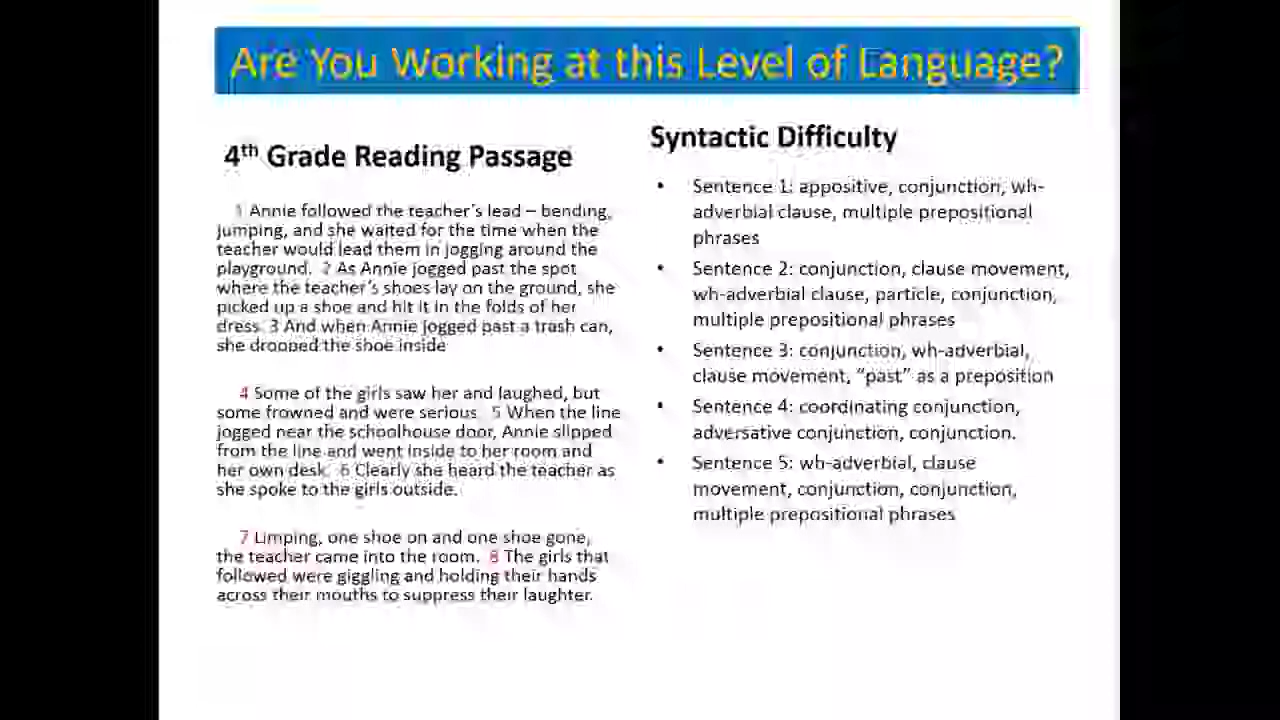 Are You Working at this Level of Language?
4th Grade Reading Passage
1 Annie followed the teacher's lead – bending,
jumping, and she waited for the time when the
teacher would lead them in jogging around the
playground. 2 As Annie jogged past the spot
where the teacher's shoes lay on the ground, she
picked up a shoe and hit it in the folds of her
dress. 3 And when Annie jogged past a trash can,
she dropped the shoe inside
4 Some of the girls saw her and laughed, but
some frowned and were serious. 5 When the line
jogged near the schoolhouse door, Annie slipped
from the line and went inside to her room and
her own desk. 6 Clearly she heard the teacher as
she spoke to the girls outside.
7 Limping, one shoe on and one shoe gone,
the teacher came into the room. 8 The girls that
followed were giggling and holding their hands
across their mouths to suppress their laughter.
Syntactic Difficulty
• Sentence 1: appositive, conjunction, wh-
adverbial clause, multiple prepositional
phrases
• Sentence 2: conjunction, clause movement,
wh-adverbial clause, particle, conjunction,
multiple prepositional phrases
• Sentence 3: conjunction, wh-adverbial,
clause movement, "past" as a preposition
• Sentence 4: coordinating conjunction,
adversative conjunction, conjunction.
• Sentence 5: wh-adverbial, clause
movement, conjunction, conjunction,
multiple prepositional phrases